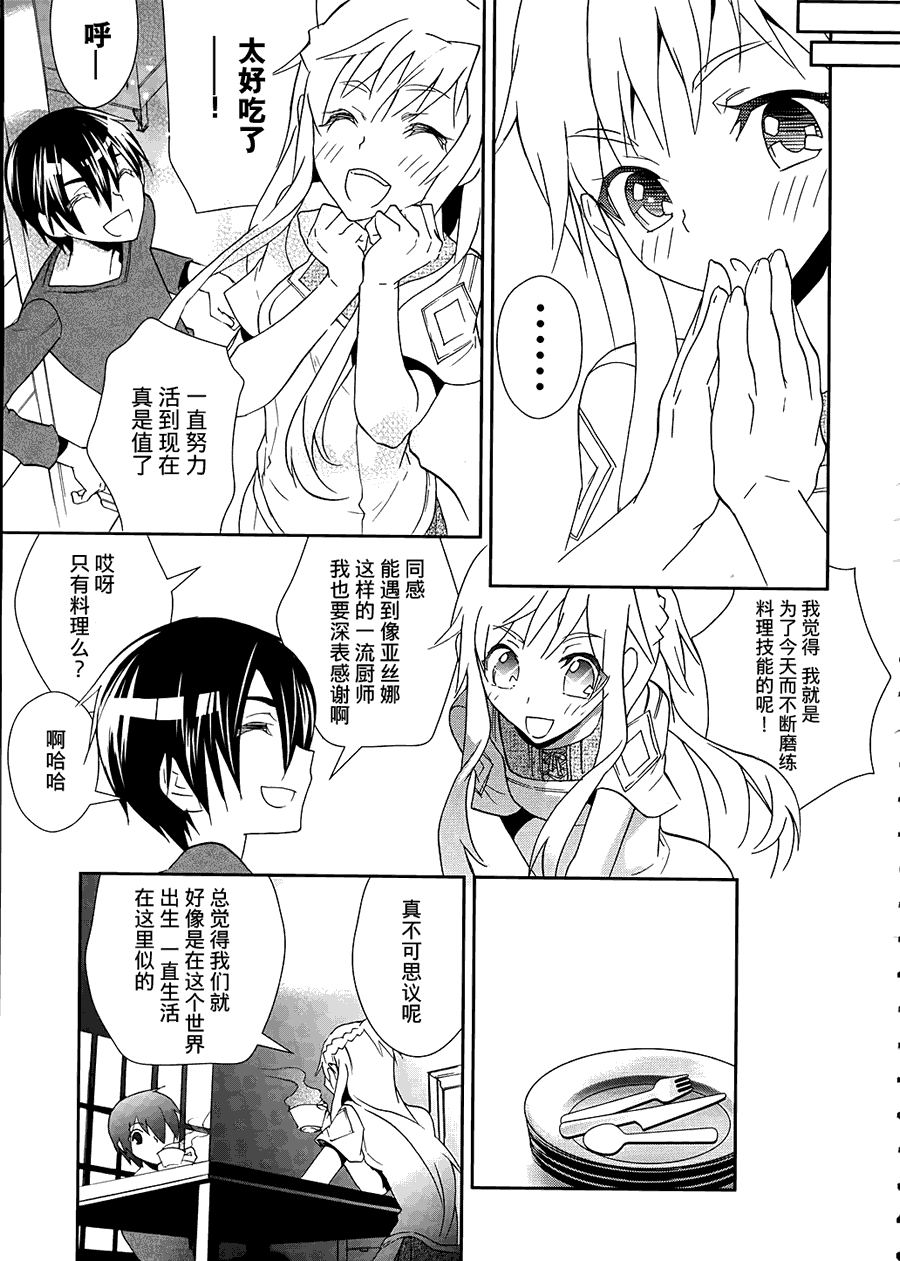 ······
太好吃了
——！
呼——
一直努力
活到现在
真是值了
我觉得 我就是
为了今天而不断磨练
料理技能的呢！
同感
能遇到像亚丝娜
这样的一流厨师
我也要深表感谢啊
哎呀
只有料理么？
啊哈哈
真不可思议呢
总觉得我们就
好像是在这个世界
出生 一直生活
在这里似的